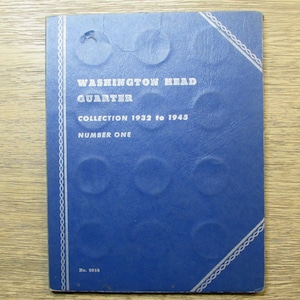 WASHINGTON HEAD
QUARTER
COLLECTION 1932 to 1945
NUMBER ONE
No. 9018